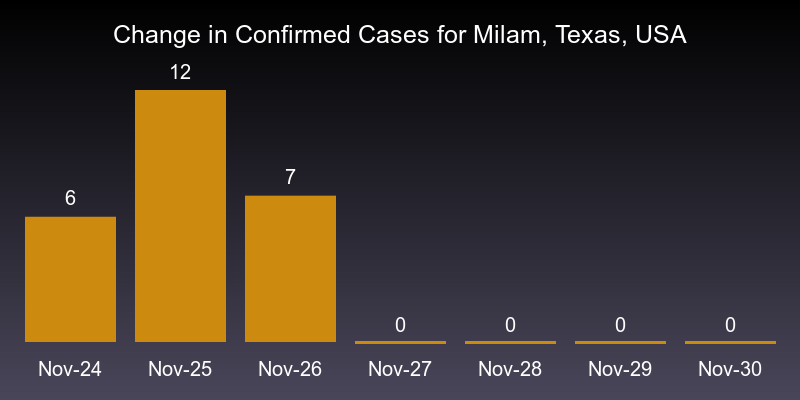 Change in Confirmed Cases for Milam, Texas, USA
12
6
7
0 0 0 0
Nov-24 Nov-25 Nov-26 Nov-27 Nov-28 Nov-29 Nov-30